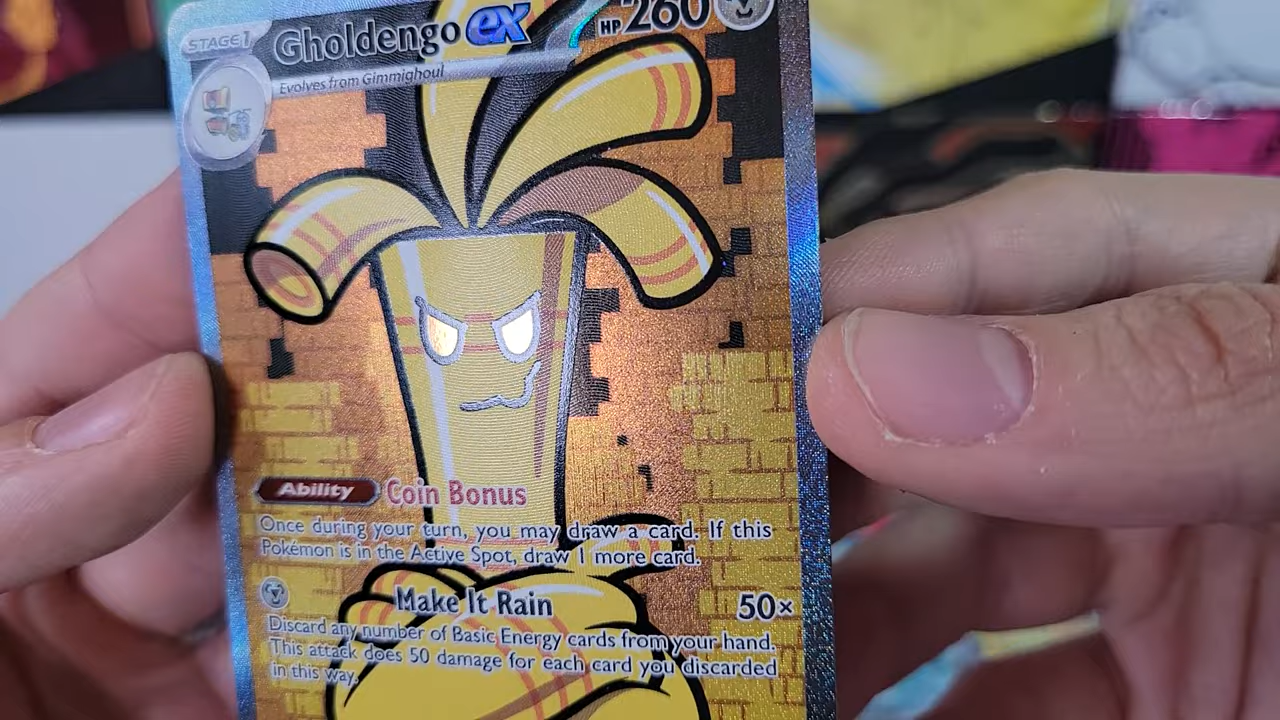 STAGE 1
Gholdengo ex
HP 260
Evolves from Gimmighoul
Ability Coin Bonus
Once during your turn, you may draw a card. If this
Pokémon is in the Active Spot, draw 1 more card.
Make It Rain 50×
Discard any number of Basic Energy cards from your hand.
This attack does 50 damage for each card you discarded
in this way.